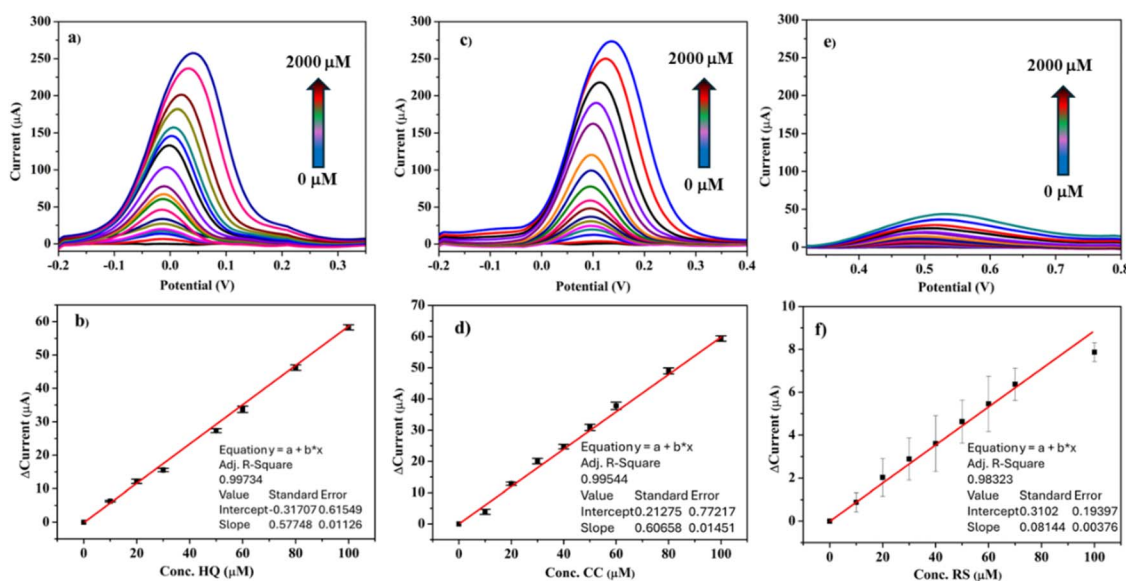 a)
2000 μM
0 μM
300
250
200
150
100
50
0
Current (μA)
-0.2 -0.1 0.0 0.1 0.2 0.3
Potential (V)
c)
2000 μM
0 μM
300
250
200
150
100
50
0
Current (μA)
-0.2 -0.1 0.0 0.1 0.2 0.3 0.4
Potential (V)
e)
2000 μM
0 μM
300
250
200
150
100
50
0
Current (μA)
0.4 0.5 0.6 0.7 0.8
Potential (V)
b)
60
50
40
30
20
10
0
ΔCurrent (μA)
Equation y = a + b*x
Adj. R-Square
0.99734
Value Standard Error
Intercept-0.31707 0.61549
Slope 0.57748 0.01126
0 20 40 60 80 100
Conc. HQ (μM)
d)
70
60
50
40
30
20
10
0
ΔCurrent (μA)
Equation y = a + b*x
Adj. R-Square
0.99544
Value Standard Error
Intercept0.21275 0.77217
Slope 0.60658 0.01451
0 20 40 60 80 100
Conc. CC (μM)
f)
10
8
6
4
2
0
ΔCurrent (μA)
Equation y = a + b*x
Adj. R-Square
0.98323
Value Standard Error
Intercept0.3102 0.19397
Slope 0.08144 0.00376
0 20 40 60 80 100
Conc. RS (μM)